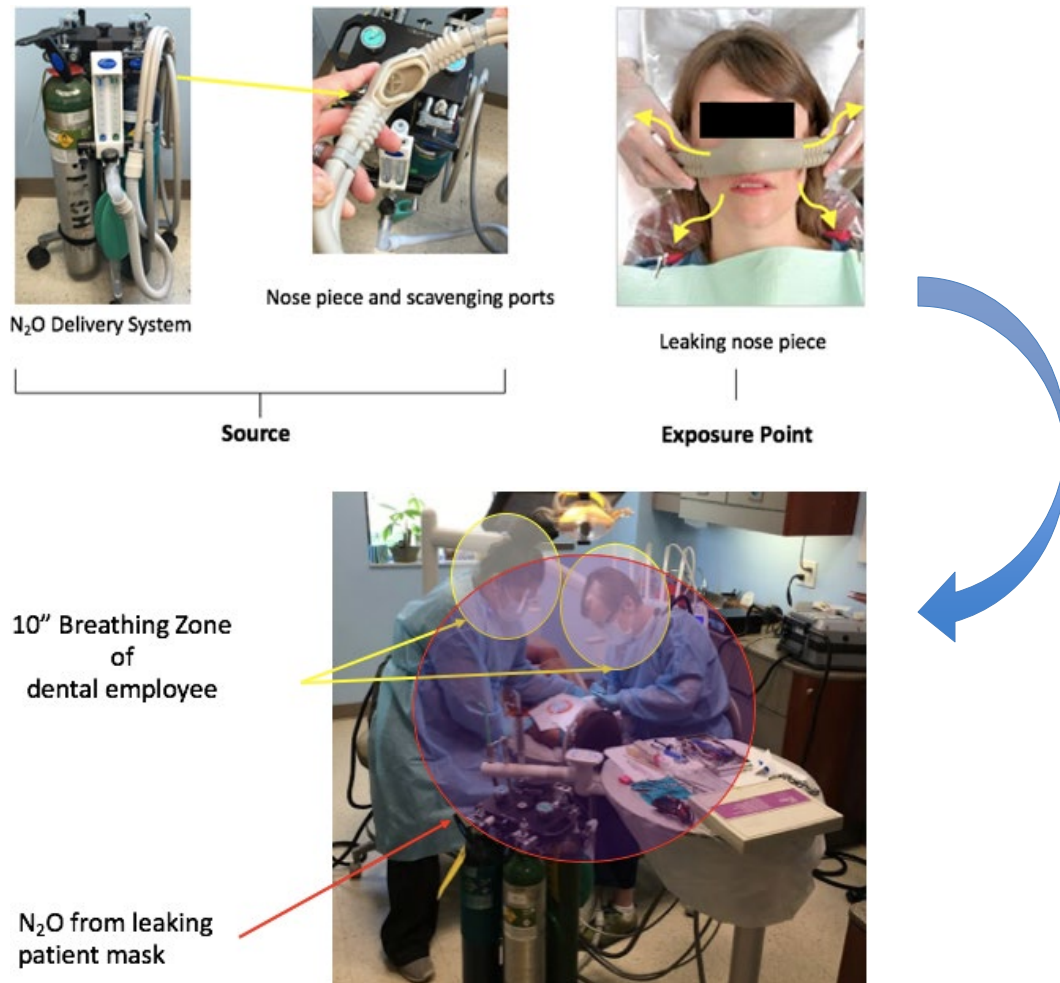 N₂O Delivery System
Nose piece and scavenging ports
Leaking nose piece
Source
Exposure Point
10” Breathing Zone
of
dental employee
N₂O from leaking
patient mask